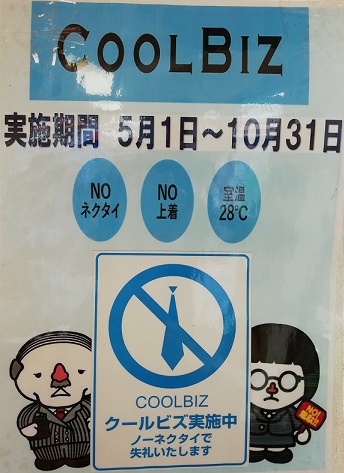 COOLBIZ
実施期間 5月1日～10月31日
NO
ネクタイ
NO
上着
室温
28℃
COOLBIZ
クールビズ実施中
ノーネクタイで
失礼いたします
NO!